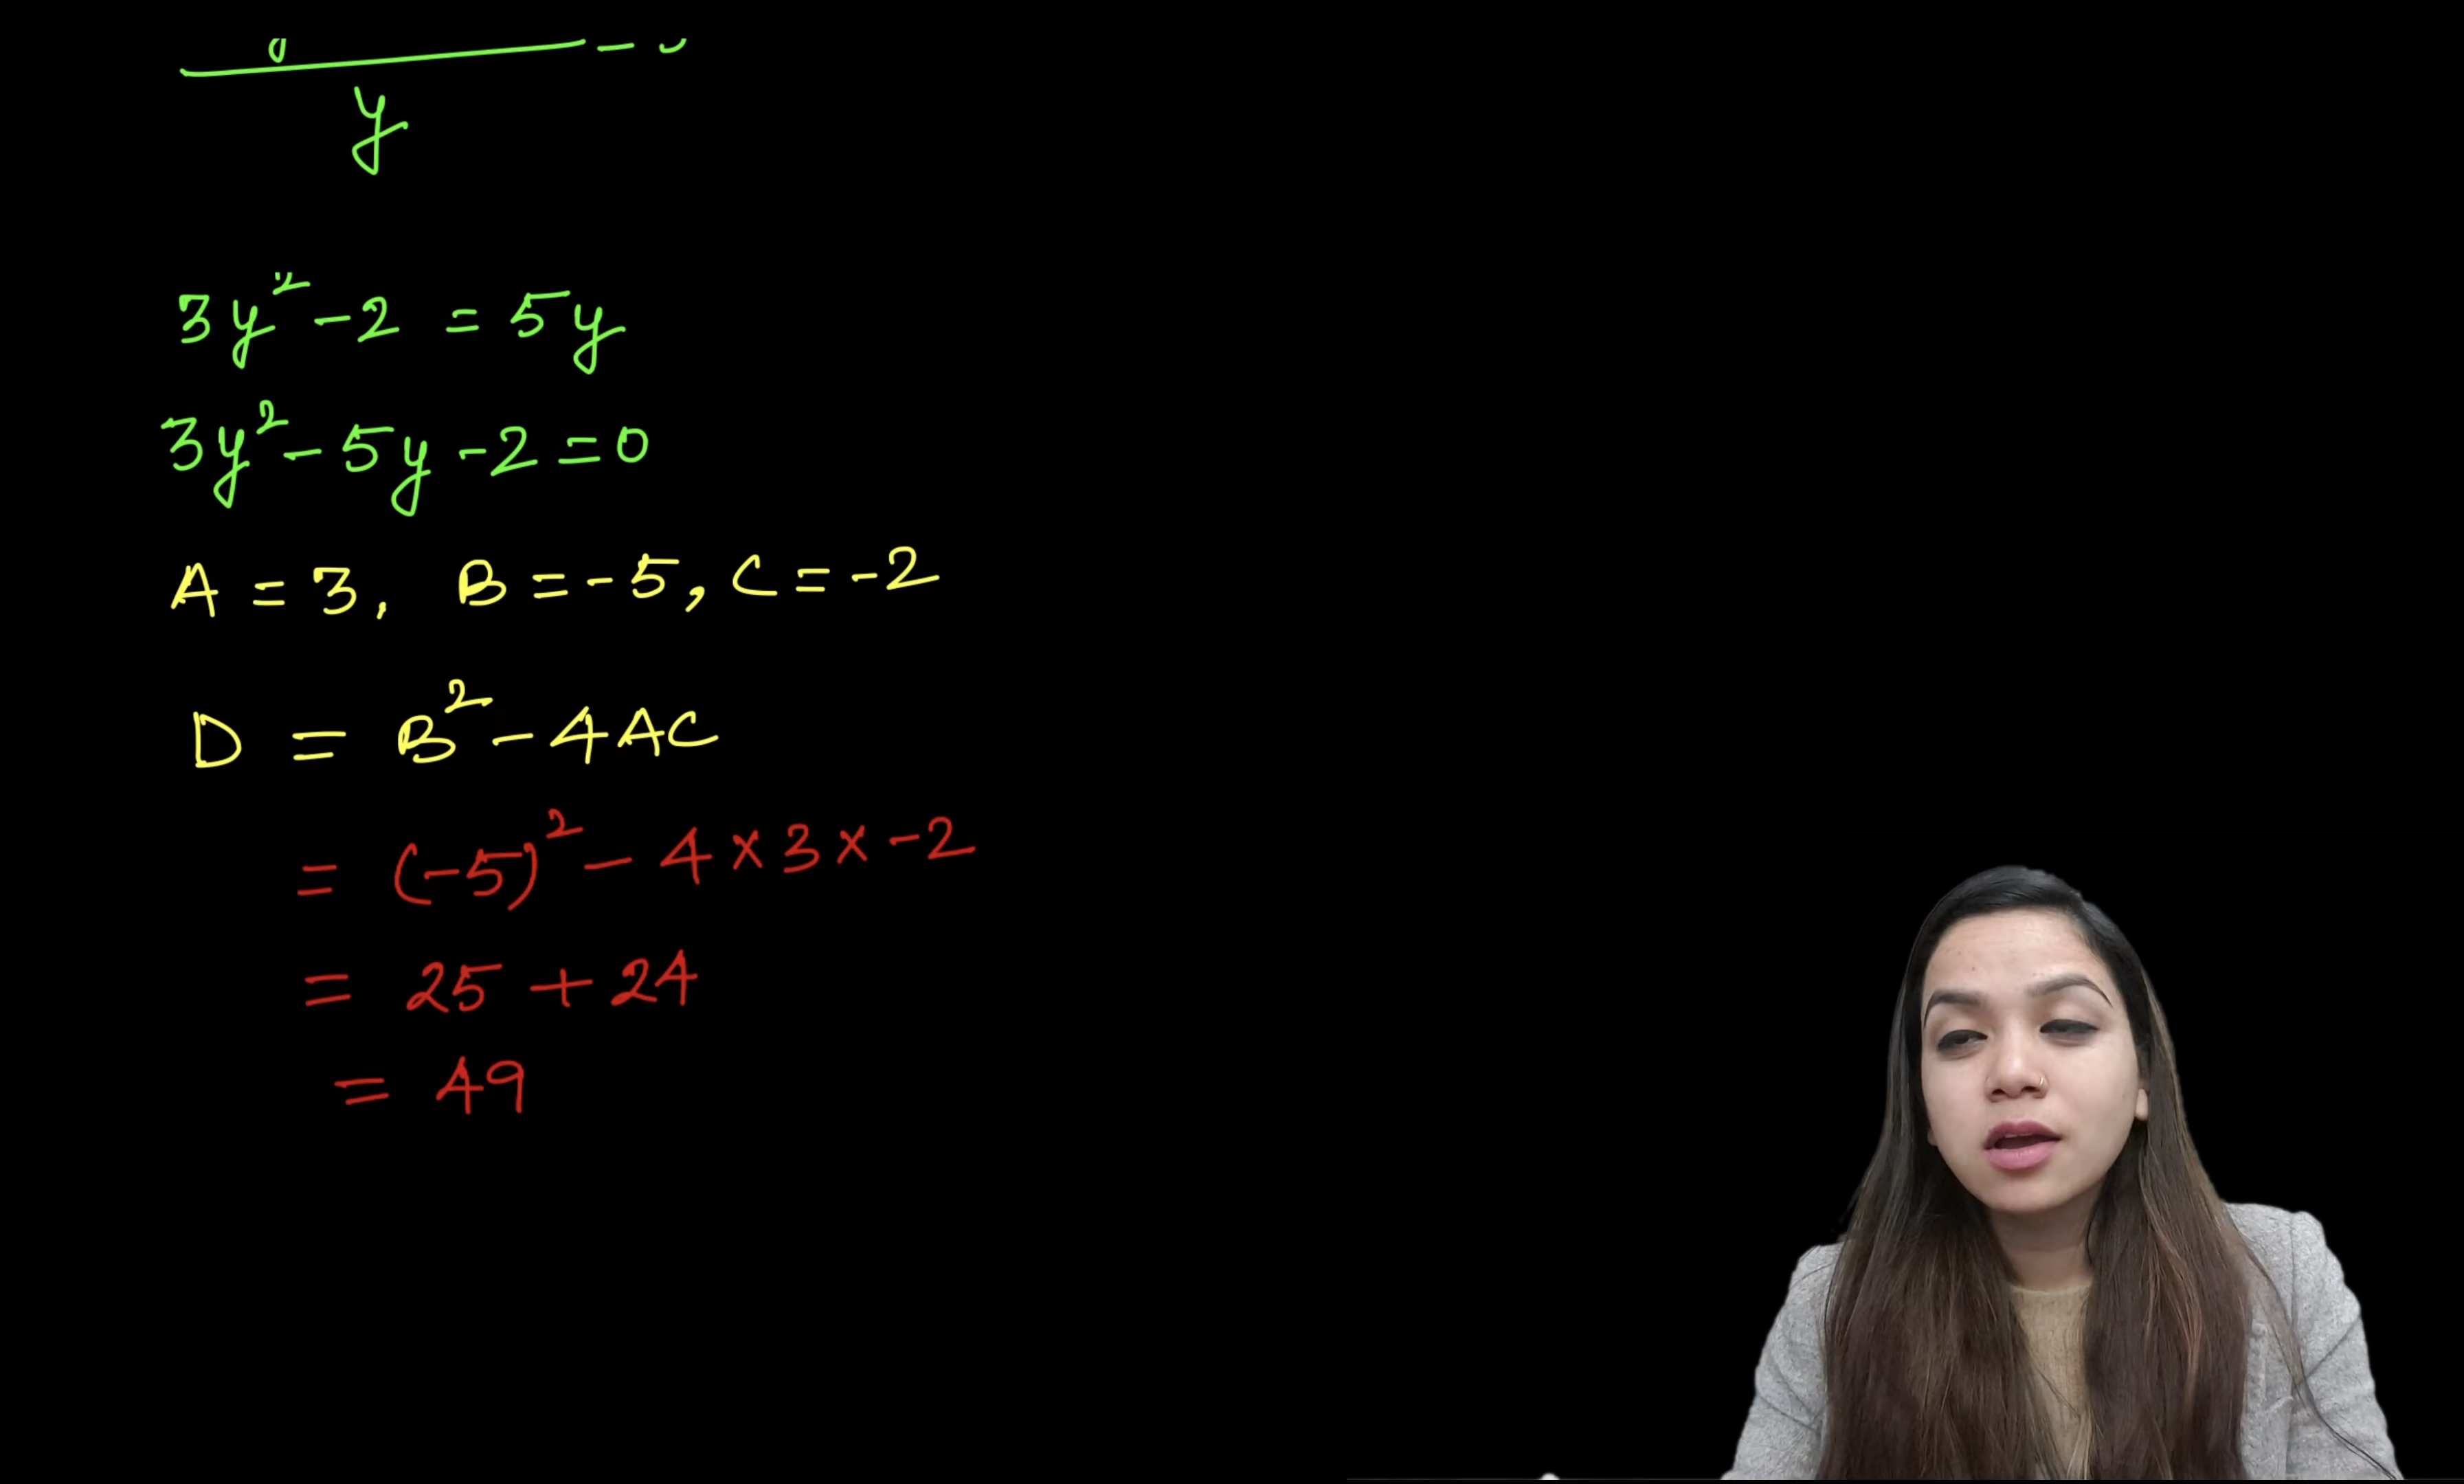 y
3y² - 2 = 5y
3y² - 5y - 2 = 0
A = 3, B = -5, C = -2
D = B² - 4AC
= (-5)² - 4 × 3 × -2
= 25 + 24
= 49